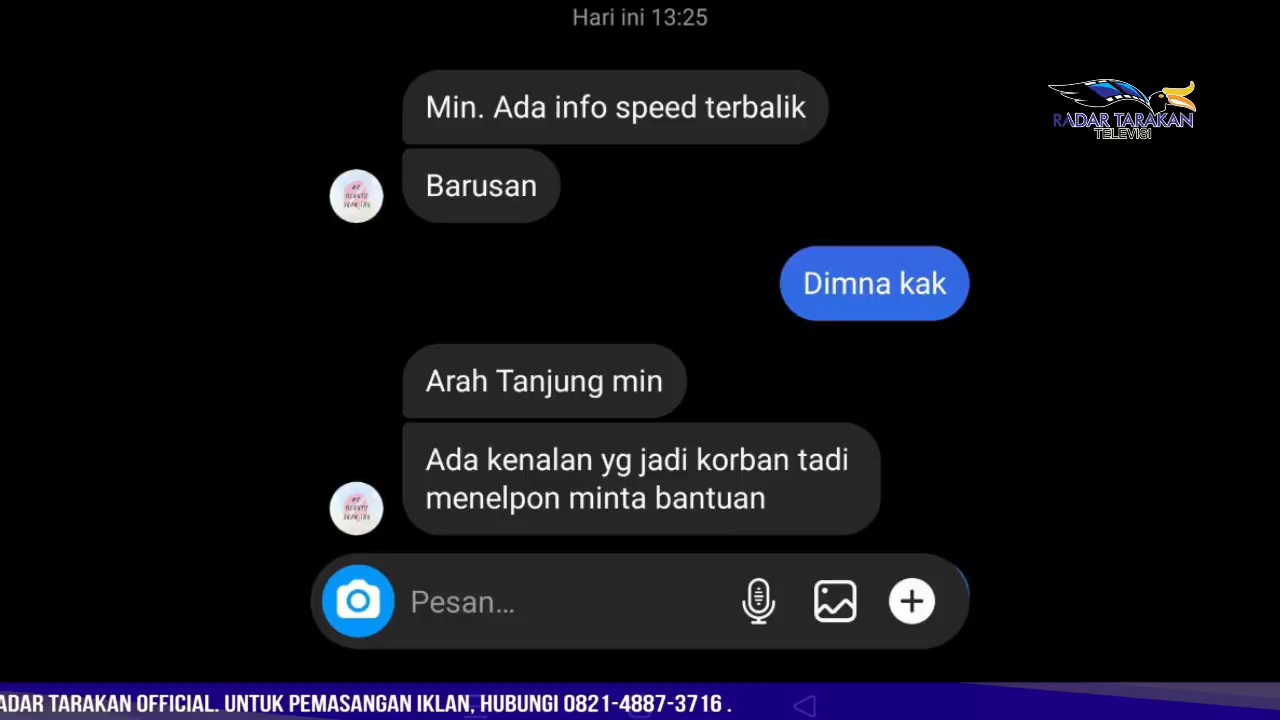 Hari ini 13:25
Min. Ada info speed terbalik
RADAR TARAKAN
TELEVISI
Barusan
Dimna kak
Arah Tanjung min
Ada kenalan yg jadi korban tadi
menelpon minta bantuan
Pesan...
ADAR TARAKAN OFFICIAL. UNTUK PEMASANGAN IKLAN, HUBUNGI 0821-4887-3716 .